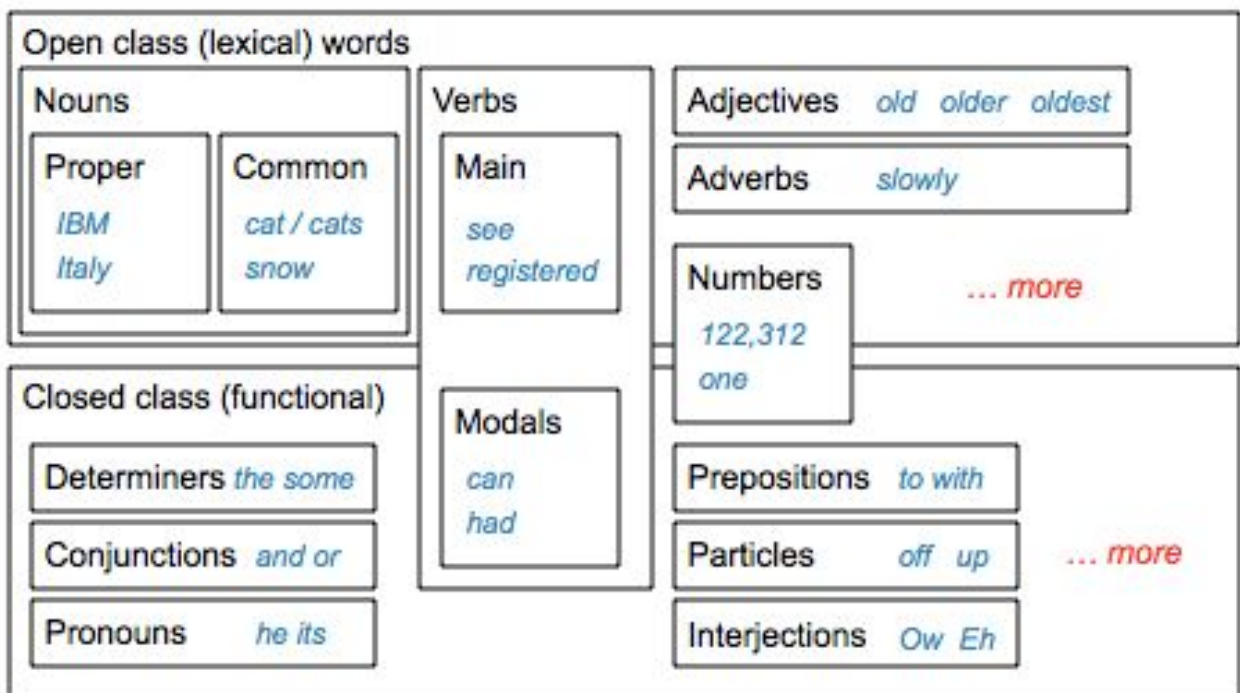 Open class (lexical) words
Nouns
Proper
IBM
Italy
Common
cat / cats
snow
Verbs
Main
see
registered
Adjectives old older oldest
Adverbs slowly
Numbers
122,312
one
… more
Closed class (functional)
Determiners the some
Conjunctions and or
Pronouns he its
Modals
can
had
Prepositions to with
Particles off up
Interjections Ow Eh
… more